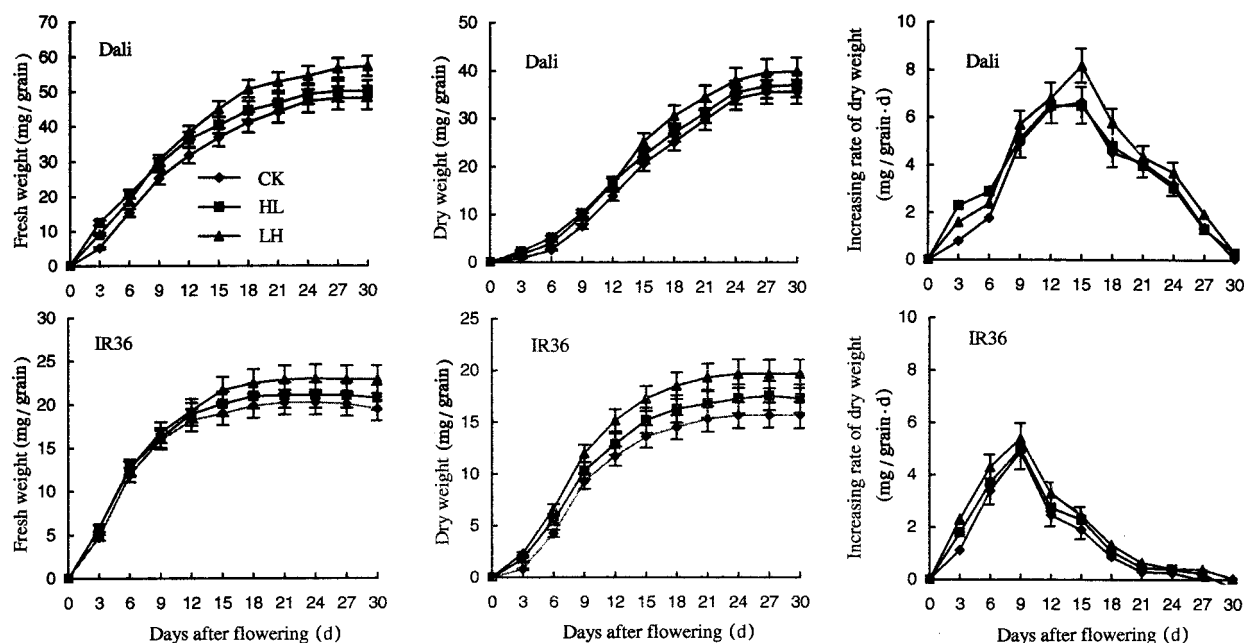 Fresh weight (mg / grain)
70
60
50
40
30
20
10
0
Dali
CK
HL
LH
0 3 6 9 12 15 18 21 24 27 30
Dry weight (mg / grain)
50
40
30
20
10
0
Dali
0 3 6 9 12 15 18 21 24 27 30
Increasing rate of dry weight
(mg / grain · d)
10
8
6
4
2
0
Dali
0 3 6 9 12 15 18 21 24 27 30
Fresh weight (mg / grain)
30
25
20
15
10
5
0
IR36
0 3 6 9 12 15 18 21 24 27 30
Days after flowering (d)
Dry weight (mg / grain)
25
20
15
10
5
0
IR36
0 3 6 9 12 15 18 21 24 27 30
Days after flowering (d)
Increasing rate of dry weight
(mg / grain · d)
10
8
6
4
2
0
IR36
0 3 6 9 12 15 18 21 24 27 30
Days after flowering (d)